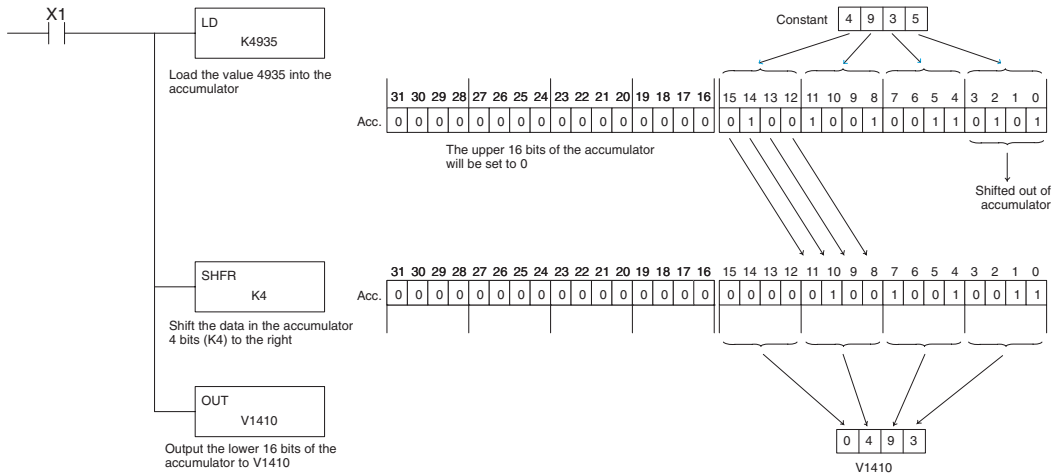 X1
LD
K4935
Load the value 4935 into the
accumulator
Constant 4 9 3 5
31 30 29 28 27 26 25 24 23 22 21 20 19 18 17 16 15 14 13 12 11 10 9 8 7 6 5 4 3 2 1 0
Acc. 0 0 0 0 0 0 0 0 0 0 0 0 0 0 0 0 0 1 0 0 1 0 0 1 0 0 1 1 0 1 0 1
The upper 16 bits of the accumulator
will be set to 0
Shifted out of
accumulator
SHFR
K4
Shift the data in the accumulator
4 bits (K4) to the right
31 30 29 28 27 26 25 24 23 22 21 20 19 18 17 16 15 14 13 12 11 10 9 8 7 6 5 4 3 2 1 0
Acc. 0 0 0 0 0 0 0 0 0 0 0 0 0 0 0 0 0 0 0 0 0 1 0 0 1 0 0 1 0 0 1 1
OUT
V1410
Output the lower 16 bits of the
accumulator to V1410
0 4 9 3
V1410